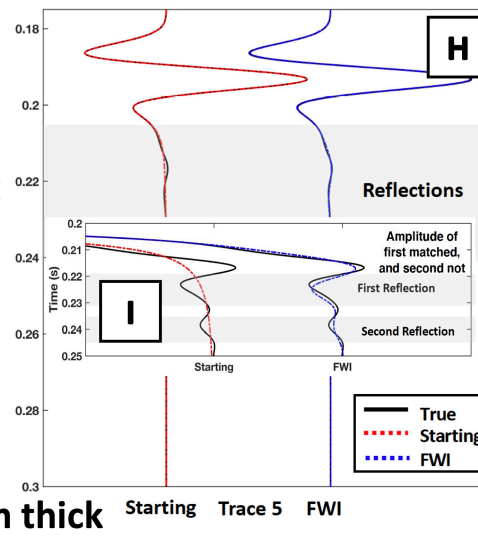 0.18
H
0.2
0.22
Reflections
0.2
0.24
0.21
Amplitude of
first matched,
and second not
0.22
First Reflection
Time (s)
I
0.23
0.24
Second Reflection
0.26
0.25
Starting
FWI
0.28
True
Starting
FWI
0.3
thick
Starting
Trace 5
FWI